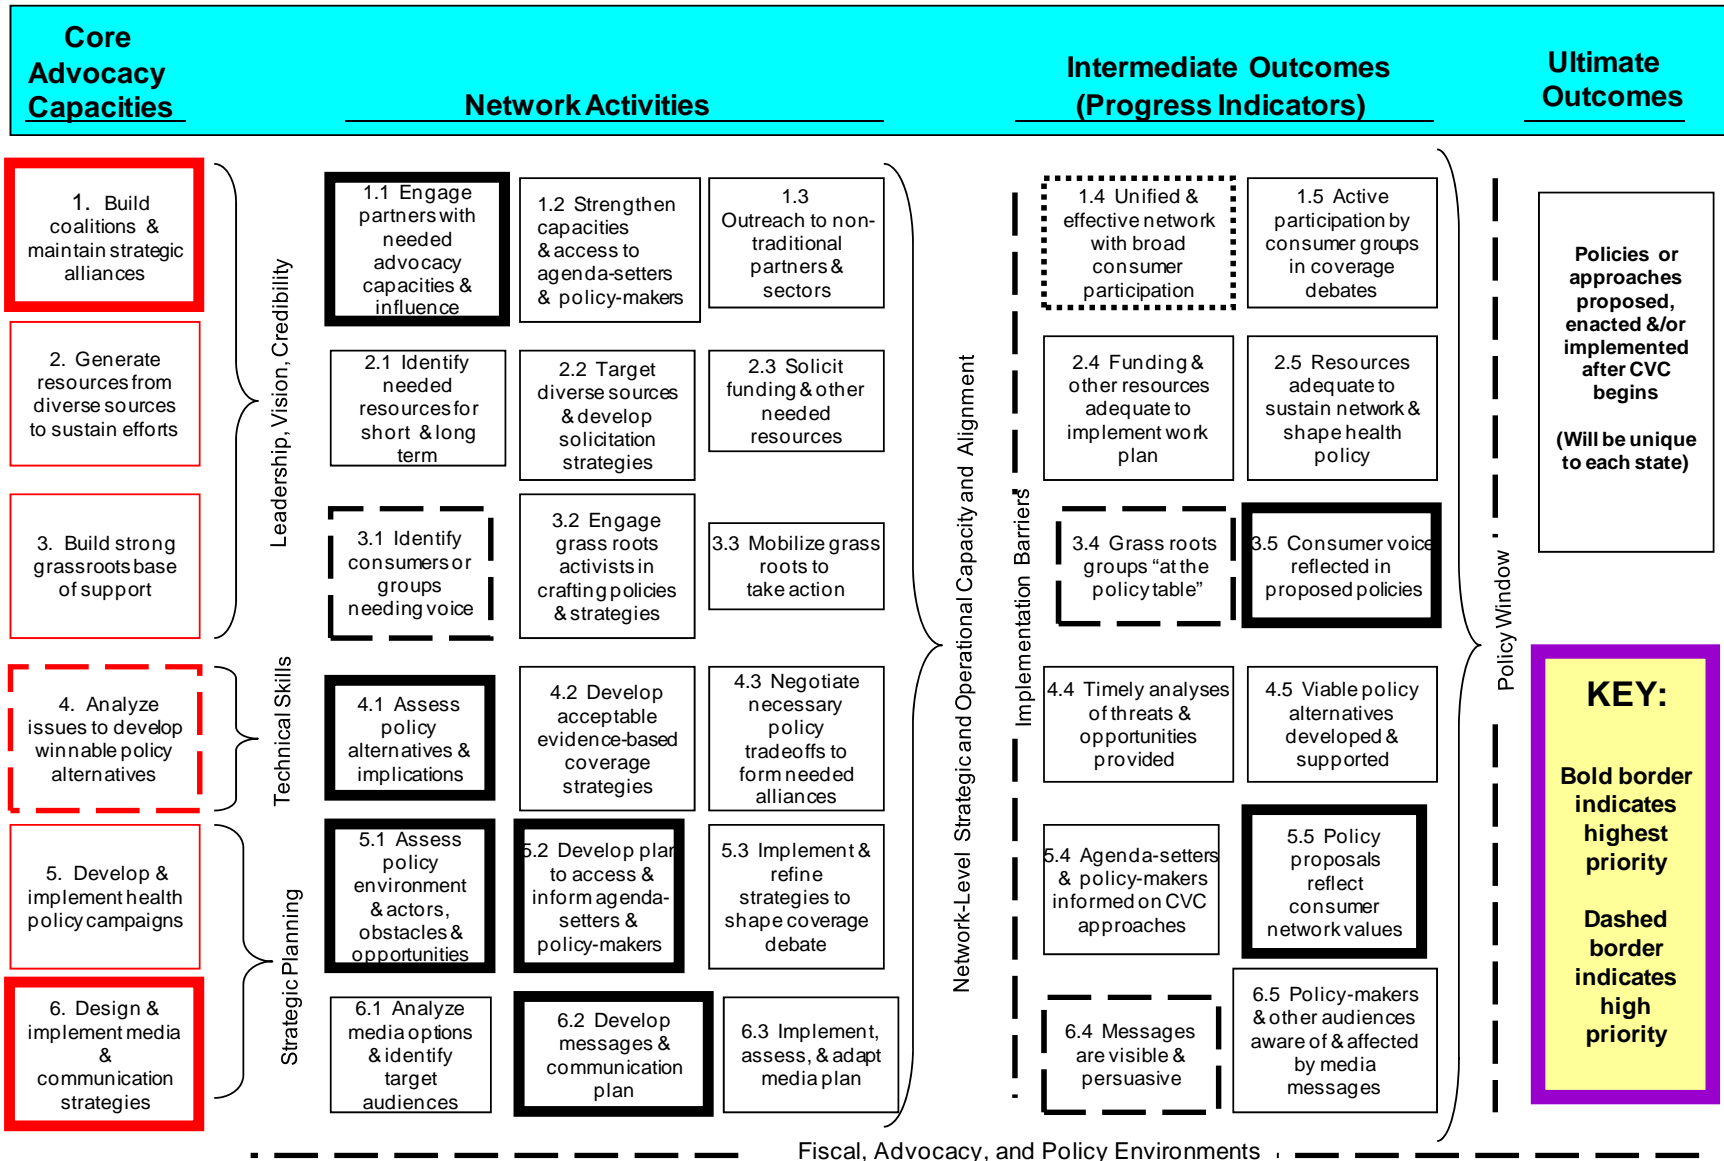 Core
Advocacy
Capacities
Network Activities
Intermediate Outcomes
(Progress Indicators)
Ultimate
Outcomes
1. Build
coalitions &
maintain strategic
alliances
2. Generate
resources from
diverse sources
to sustain efforts
3. Build strong
grassroots base
of support
4. Analyze
issues to develop
winnable policy
alternatives
5. Develop &
implement health
policy campaigns
6. Design &
implement media
&
communication
strategies
Leadership, Vision, Credibility
Technical Skills
Strategic Planning
1.1 Engage
partners with
needed
advocacy
capacities &
influence
1.2 Strengthen
capacities
& access to
agenda-setters
& policy-makers
1.3
Outreach to non-
traditional
partners &
sectors
2.1 Identify
needed
resources for
short & long
term
2.2 Target
diverse sources
& develop
solicitation
strategies
2.3 Solicit
funding & other
needed
resources
3.1 Identify
consumers or
groups
needing voice
3.2 Engage
grass roots
activists in
crafting policies
& strategies
3.3 Mobilize grass
roots to
take action
4.1 Assess
policy
alternatives &
implications
4.2 Develop
acceptable
evidence-based
coverage
strategies
4.3 Negotiate
necessary
policy
tradeoffs to
form needed
alliances
5.1 Assess
policy
environment
& actors,
obstacles &
opportunities
5.2 Develop plan
to access &
inform agenda-
setters &
policy-makers
5.3 Implement &
refine
strategies to
shape coverage
debate
6.1 Analyze
media options
& identify
target
audiences
6.2 Develop
messages &
communication
plan
6.3 Implement,
assess, & adapt
media plan
Network-Level Strategic and Operational Capacity and Alignment
Implementation Barriers
1.4 Unified &
effective network
with broad
consumer
participation
1.5 Active
participation by
consumer groups
in coverage
debates
2.4 Funding &
other resources
adequate to
implement work
plan
2.5 Resources
adequate to
sustain network &
shape health
policy
3.4 Grass roots
groups “at the
policy table”
3.5 Consumer voice
reflected in
proposed policies
4.4 Timely analyses
of threats &
opportunities
provided
4.5 Viable policy
alternatives
developed &
supported
5.4 Agenda-setters
& policy-makers
informed on CVC
approaches
5.5 Policy
proposals
reflect
consumer
network values
6.4 Messages
are visible &
persuasive
6.5 Policy-makers
& other audiences
aware of & affected
by media
messages
Policy Window
Policies or
approaches
proposed,
enacted &/or
implemented
after CVC
begins
(Will be unique
to each state)
KEY:
Bold border
indicates
highest
priority
Dashed
border
indicates
high
priority
Fiscal, Advocacy, and Policy Environments